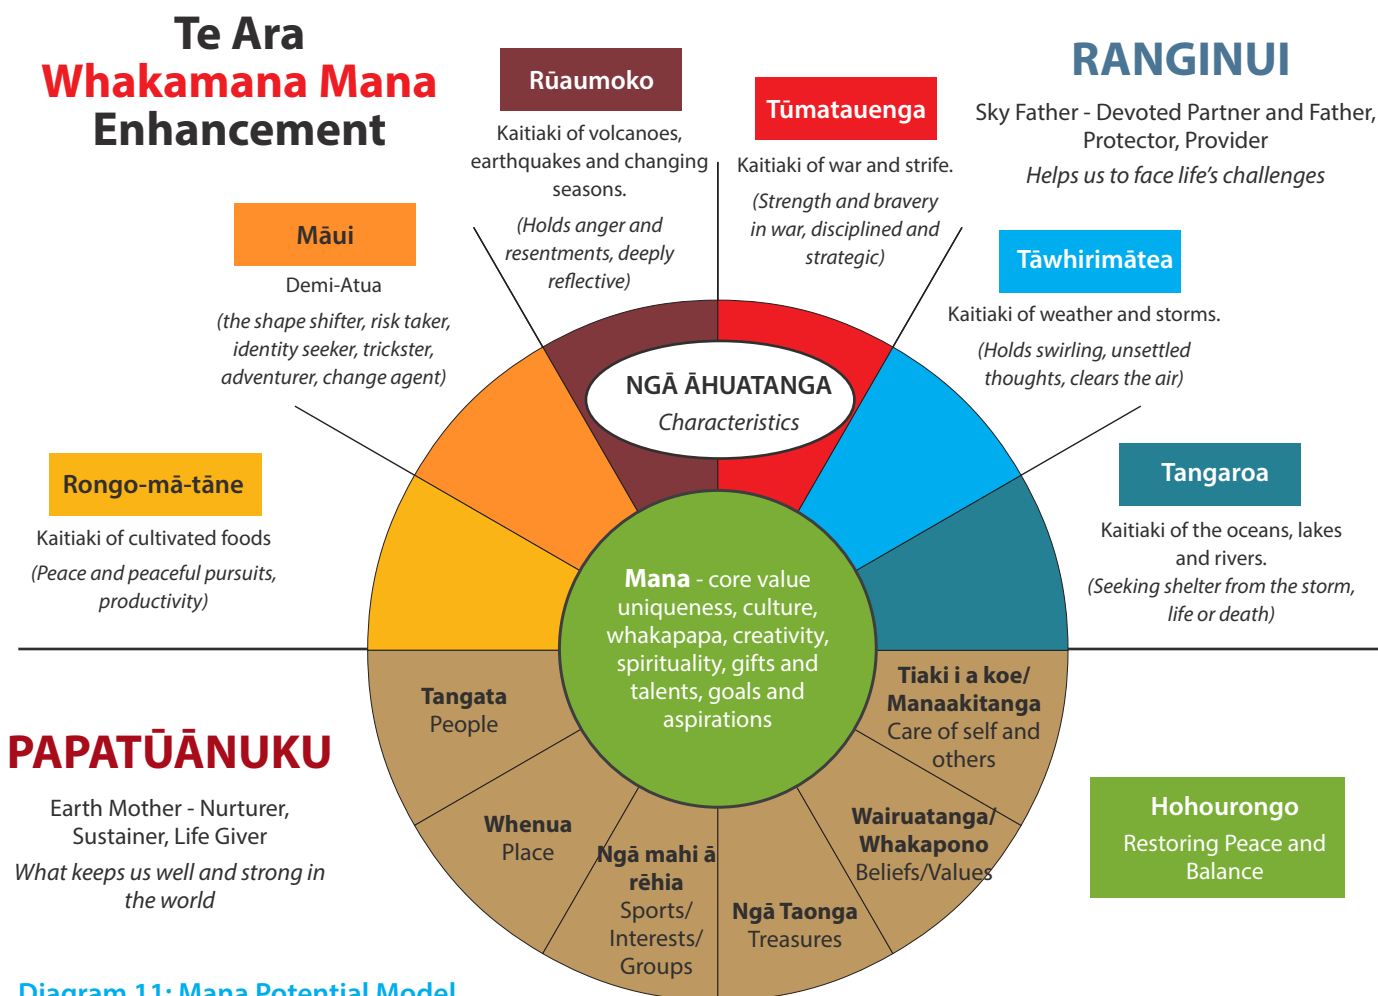 Te Ara
Whakamana Mana
Enhancement
Rūaumoko
Kaitiaki of volcanoes,
earthquakes and changing
seasons.
(Holds anger and
resentments, deeply
reflective)
Tūmatauenga
Kaitiaki of war and strife.
(Strength and bravery
in war, disciplined and
strategic)
RANGINUI
Sky Father - Devoted Partner and Father,
Protector, Provider
Helps us to face life’s challenges
Māui
Demi-Atua
(the shape shifter, risk taker,
identity seeker, trickster,
adventurer, change agent)
Tāwhirimātea
Kaitiaki of weather and storms.
(Holds swirling, unsettled
thoughts, clears the air)
NGĀ ĀHUATANGA
Characteristics
Rongo-mā-tāne
Kaitiaki of cultivated foods
(Peace and peaceful pursuits,
productivity)
Tangaroa
Kaitiaki of the oceans, lakes
and rivers.
(Seeking shelter from the storm,
life or death)
Mana - core value
uniqueness, culture,
whakapapa, creativity,
spirituality, gifts and
talents, goals and
aspirations
PAPATŪĀNUKU
Earth Mother - Nurturer,
Sustainer, Life Giver
What keeps us well and strong in
the world
Tangata
People
Whenua
Place
Ngā mahi ā
rēhia
Sports/
Interests/
Groups
Ngā Taonga
Treasures
Wairuatanga/
Whakapono
Beliefs/Values
Tiaki i a koe/
Manaakitanga
Care of self and
others
Hohourongo
Restoring Peace and
Balance
Diagram 11: Mana Potential Model